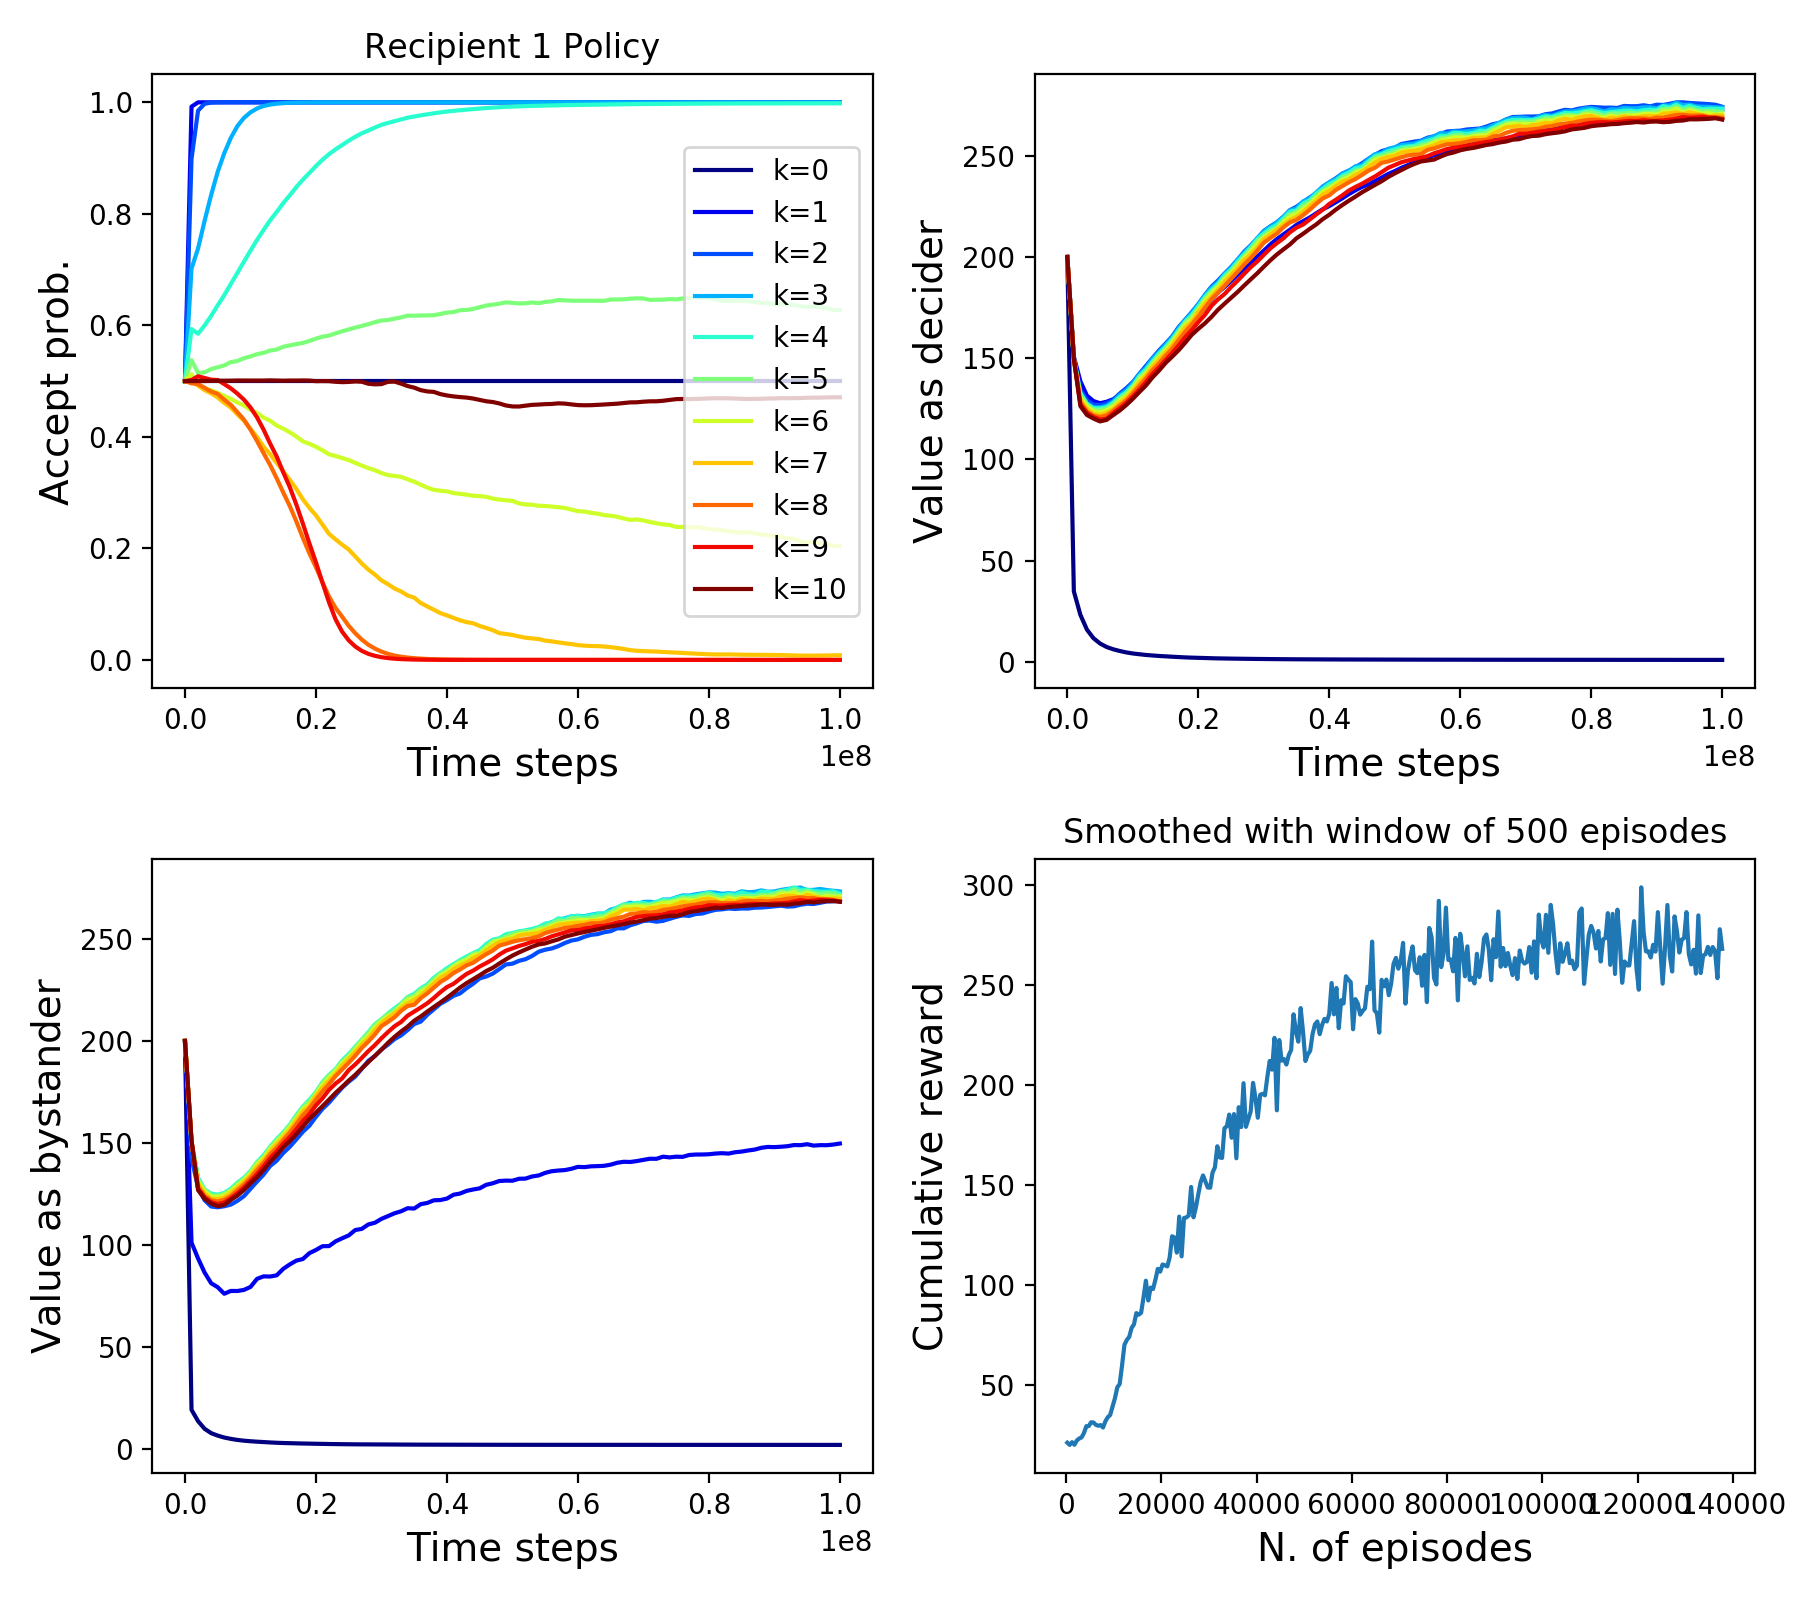 Recipient 1 Policy
Accept prob.
1.0
0.8
0.6
0.4
0.2
0.0
k=0
k=1
k=2
k=3
k=4
k=5
k=6
k=7
k=8
k=9
k=10
0.0 0.2 0.4 0.6 0.8 1.0
1e8
Time steps
Value as decider
250
200
150
100
50
0
0.0 0.2 0.4 0.6 0.8 1.0
1e8
Time steps
Value as bystander
250
200
150
100
50
0
0.0 0.2 0.4 0.6 0.8 1.0
1e8
Time steps
Smoothed with window of 500 episodes
Cumulative reward
300
250
200
150
100
50
0 20000 40000 60000 80000 100000 120000 140000
N. of episodes